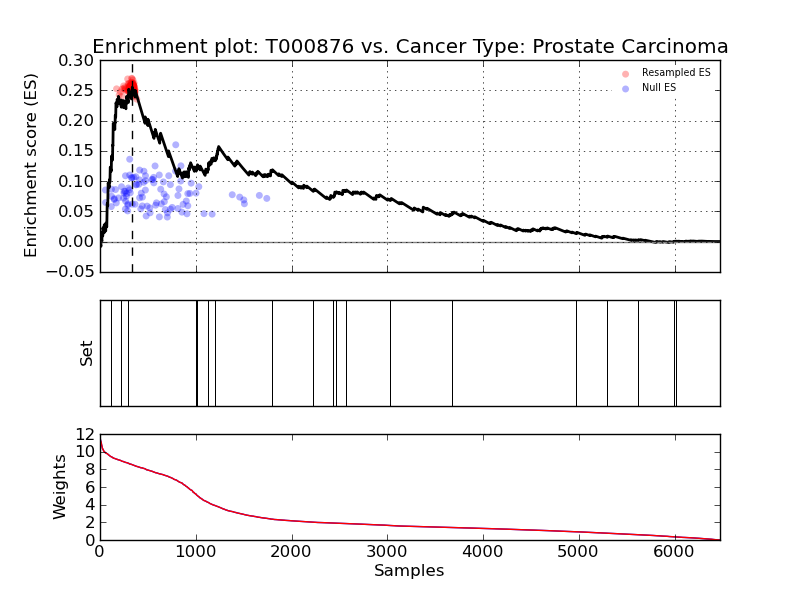 Enrichment plot: T000876 vs. Cancer Type: Prostate Carcinoma
Enrichment score (ES)
0.30
0.25
0.20
0.15
0.10
0.05
0.00
−0.05
Resampled ES
Null ES
Set
Weights
12
10
8
6
4
2
0
0 1000 2000 3000 4000 5000 6000
Samples